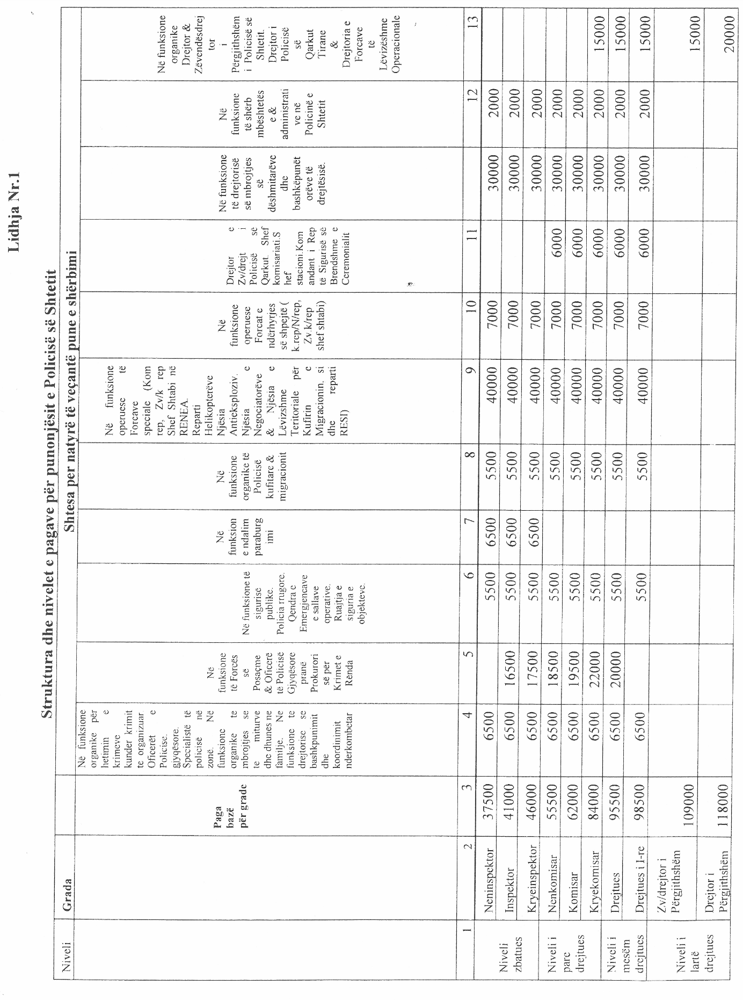 Lidhja Nr.1
Struktura dhe nivelet e pagave për punonjësit e Policisë së Shtetit
Niveli
Grada
Shtesa per natyrë të veçantë pune e shërbimi
Paga
bazë
për grade
Në funksione
organike për
hetimin e
krimeve
kunder krimit
te organizuar.
Oficerët e
Policise.
gjyqësore.
Specialistë të
policisë në
zonë. Në
funksione te
organike te
mbrojtjes se
te miturve
dhe dhunes ne
familje. Ne
funksione te
drejtorise se
bashkpunimit
dhe
koordinimit
nderkombetar
Në
funksione
të Forcës
së
Posaçme
& Oficerë
të Policisë
Gjyqësore
pranë
Prokurori
së për
Krimet e
Rënda
Në funksione të
sigurisë
publike.
Policia rrugore.
Qendra e
Emergjencave
e sallave
operative.
Ruajtja e
siguria e
objekteve.
Në
funksion
e ndalim
paraburg
imi
Në
funksione
organike të
Policisë
kufitare &
migracionit
Në funksione
operuese të
Forcave
speciale (Kom
rep, Zv/k rep
Shef Shtabi në
RENEA.
Reparti
Helikopterëve
Njësia
Antieksploziv.
Njësia e
Negociatorëve
& Njësia e
Lëvizshme
Teritoriale për
Kufirin e
Migracionin. si
dhe reparti
RESI)
Në
funksione
operuese
Forcat e
ndërhyrjes
së shpejtë (
k.rep/N/rep,
Zv.k/rep
shef shtabi)
Drejtor e
Zv/drejt i
Policisë së
Qarkut. Shef
komisariati.S
hef
stacioni.Kom
andant i Rep
të Sigurisë së
Brendshme e
Ceremonialit
Në funksione
të drejtorisë
së mbrojtjes
së
dëshmitarëve
dhe
bashkëpunët
orëve të
drejtësisë.
Në
funksione
të shërb
mbështetës
e &
administrati
ve në
Policinë e
Shtetit
Në funksione
organike
Drejtor &
Zëvendësdrej
tor
i
Përgjithshëm
i Policisë së
Shtetit.
Drejtor i
Policisë
së
Qarkut
Tirane
&
Drejtoria e
Forcave
të
Lëvizëshme
Operacionale
1 2 3 4 5 6 7 8 9 10 11 12 13
Niveli
zbatues
Neninspektor 37500 6500 5500 6500 5500 40000 7000 30000 2000
Inspektor 41000 6500 16500 5500 6500 5500 40000 7000 30000 2000
Kryeinspektor 46000 6500 17500 5500 6500 5500 40000 7000 30000 2000
Niveli i
pare
drejtues
Nenkomisar 55500 6500 18500 5500 5500 40000 7000 6000 30000 2000
Komisar 62000 6500 19500 5500 5500 40000 7000 6000 30000 2000
Kryekomisar 84000 6500 22000 5500 5500 40000 7000 6000 30000 2000 15000
Niveli i
mesëm
drejtues
Drejtues 95500 6500 20000 5500 5500 40000 7000 6000 30000 2000 15000
Drejtues i I-re 98500 6500 5500 5500 40000 7000 6000 30000 2000 15000
Niveli i
lartë
drejtues
Zv/drejtor i
Përgjithshëm 109000 15000
Drejtor i
Përgjithshëm 118000 20000